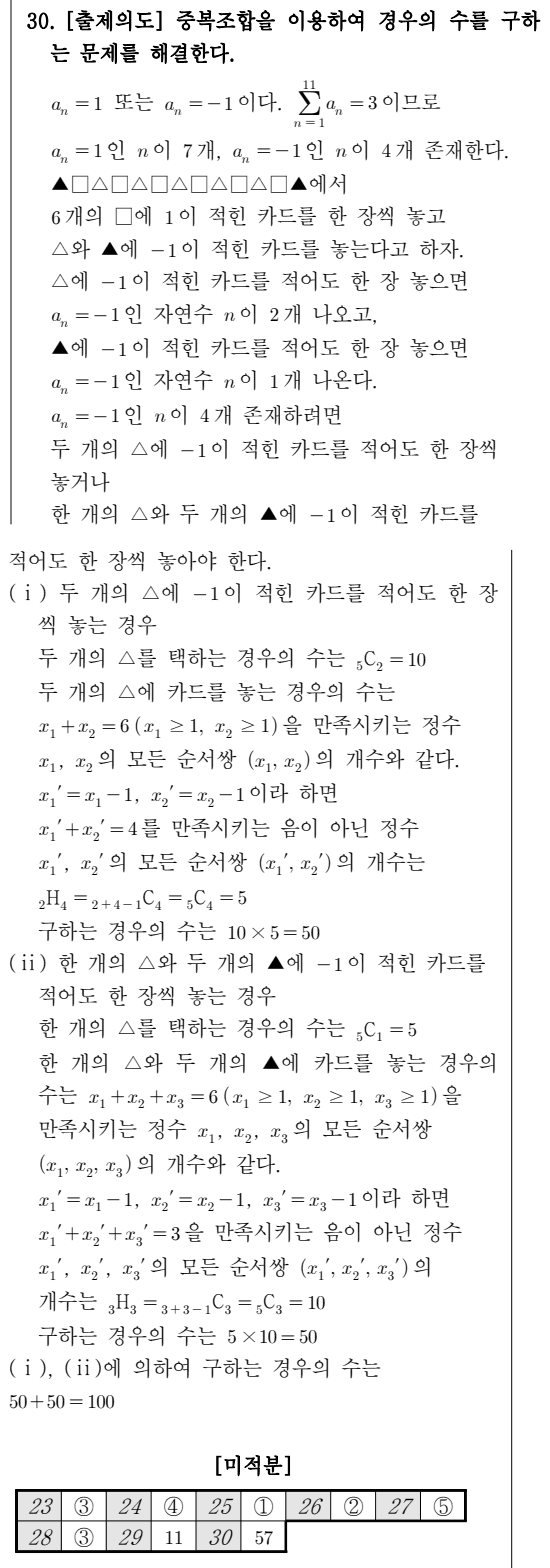 30. [출제의도] 중복조합을 이용하여 경우의 수를 구하
는 문제를 해결한다.
aₙ = 1 또는 aₙ = −1이다. ∑_{n=1}^{11} aₙ = 3이므로
aₙ = 1인 n이 7개, aₙ = −1인 n이 4개 존재한다.
▲□△□△□△□△□△□▲에서
6개의 □에 1이 적힌 카드를 한 장씩 놓고
△와 ▲에 −1이 적힌 카드를 놓는다고 하자.
△에 −1이 적힌 카드를 적어도 한 장 놓으면
aₙ = −1인 자연수 n이 2개 나오고,
▲에 −1이 적힌 카드를 적어도 한 장 놓으면
aₙ = −1인 자연수 n이 1개 나온다.
aₙ = −1인 n이 4개 존재하려면
두 개의 △에 −1이 적힌 카드를 적어도 한 장씩
놓거나
한 개의 △와 두 개의 ▲에 −1이 적힌 카드를
적어도 한 장씩 놓아야 한다.
(ⅰ) 두 개의 △에 −1이 적힌 카드를 적어도 한 장
씩 놓는 경우
두 개의 △를 택하는 경우의 수는 ₅C₂ = 10
두 개의 △에 카드를 놓는 경우의 수는
x₁+x₂ = 6 (x₁ ≥ 1, x₂ ≥ 1)을 만족시키는 정수
x₁, x₂의 모든 순서쌍 (x₁, x₂)의 개수와 같다.
x₁′ = x₁−1, x₂′ = x₂−1이라 하면
x₁′+x₂′ = 4를 만족시키는 음이 아닌 정수
x₁′, x₂′의 모든 순서쌍 (x₁′, x₂′)의 개수는
₂H₄ = ₂₊₄₋₁C₄ = ₅C₄ = 5
구하는 경우의 수는 10×5 = 50
(ⅱ) 한 개의 △와 두 개의 ▲에 −1이 적힌 카드를
적어도 한 장씩 놓는 경우
한 개의 △를 택하는 경우의 수는 ₅C₁ = 5
한 개의 △와 두 개의 ▲에 카드를 놓는 경우의
수는 x₁+x₂+x₃ = 6 (x₁ ≥ 1, x₂ ≥ 1, x₃ ≥ 1)을
만족시키는 정수 x₁, x₂, x₃의 모든 순서쌍
(x₁, x₂, x₃)의 개수와 같다.
x₁′ = x₁−1, x₂′ = x₂−1, x₃′ = x₃−1이라 하면
x₁′+x₂′+x₃′ = 3을 만족시키는 음이 아닌 정수
x₁′, x₂′, x₃′의 모든 순서쌍 (x₁′, x₂′, x₃′)의
개수는 ₃H₃ = ₃₊₃₋₁C₃ = ₅C₃ = 10
구하는 경우의 수는 5×10 = 50
(ⅰ), (ⅱ)에 의하여 구하는 경우의 수는
50+50 = 100
[미적분]
23 ③ 24 ④ 25 ① 26 ② 27 ⑤
28 ③ 29 11 30 57